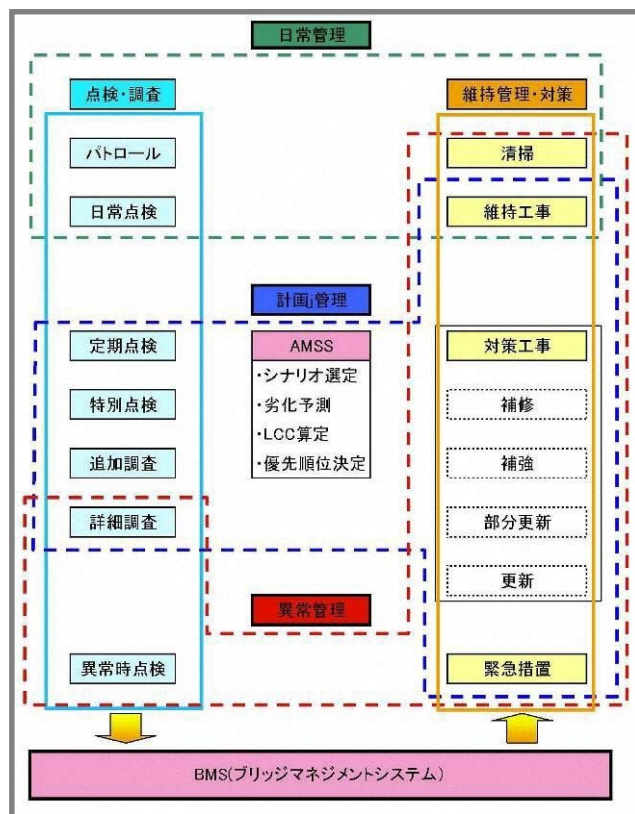 日常管理
点検・調査
維持管理・対策
パトロール
清掃
日常点検
維持工事
計画j管理
定期点検
AMSS
対策工事
・シナリオ選定
・劣化予測
・LCC算定
・優先順位決定
特別点検
補修
追加調査
補強
詳細調査
部分更新
異常管理
更新
異常時点検
緊急措置
BMS(ブリッジマネジメントシステム)